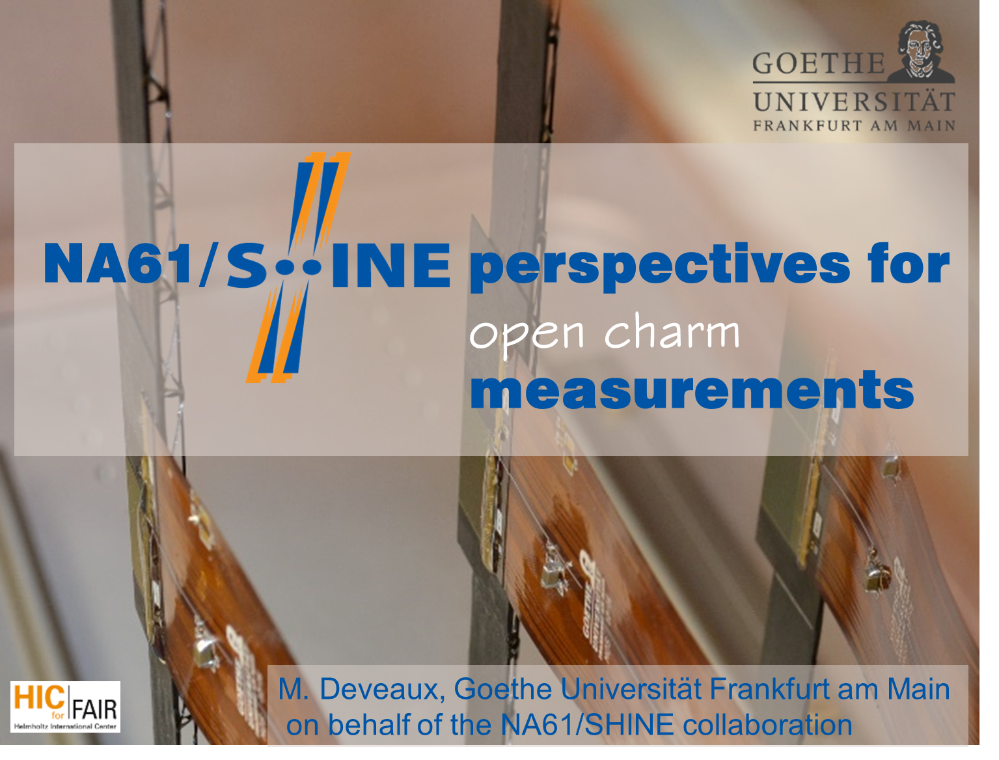 GOETHE
UNIVERSITÄT
FRANKFURT AM MAIN
NA61/SHINE perspectives for
open charm
measurements
M. Deveaux, Goethe Universität Frankfurt am Main
on behalf of the NA61/SHINE collaboration
HIC
for
FAIR
Helmholtz International Center